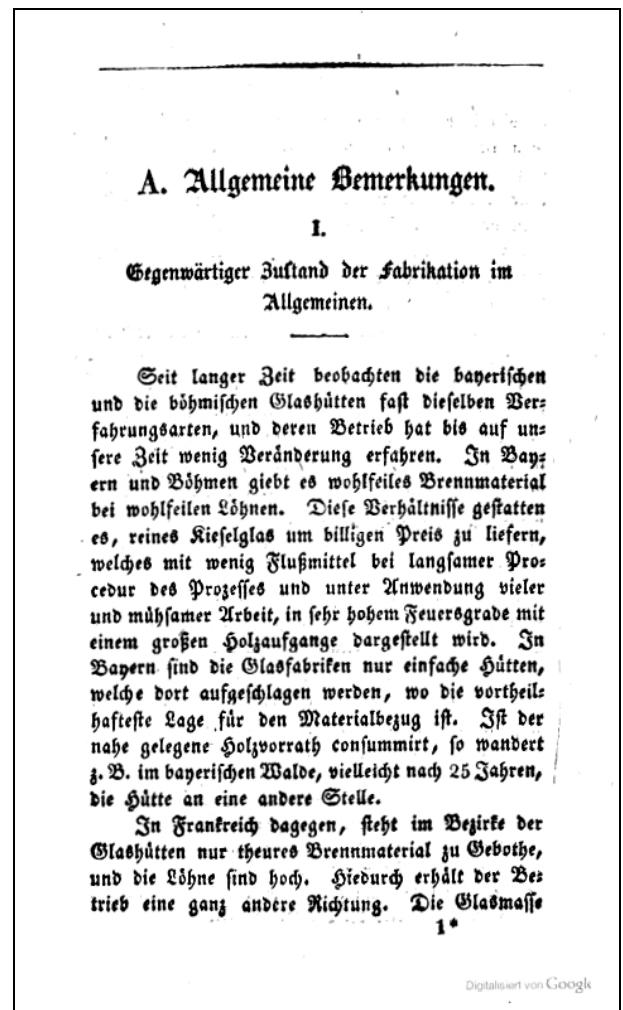 A. Allgemeine Bemerkungen.
I.
Gegenwärtiger Zustand der Fabrikation im
Allgemeinen.
Seit langer Zeit beobachten die bayerischen
und die böhmischen Glashütten fast dieselben Ver-
fahrungsarten, und deren Betrieb hat bis auf un-
sere Zeit wenig Veränderung erfahren. In Bay-
ern und Böhmen giebt es wohlfeiles Brennmaterial
bei wohlfeilen Löhnen. Diese Verhältnisse gestatten
es, reines Kieselglas um billigen Preis zu liefern,
welches mit wenig Flußmittel bei langsamer Pro-
cedur des Prozesses und unter Anwendung vieler
und mühsamer Arbeit, in sehr hohem Feuersgrade mit
einem großen Holzaufgange dargestellt wird. In
Bayern sind die Glasfabriken nur einfache Hütten,
welche dort aufgeschlagen werden, wo die vortheil-
hafteste Lage für den Materialbezug ist. Ist der
nahe gelegene Holzvorrath consummirt, so wandert
z. B. im bayerischen Walde, vielleicht nach 25 Jahren,
die Hütte an eine andere Stelle.
In Frankreich dagegen, steht im Bezirke der
Glashütten nur theures Brennmaterial zu Gebothe,
und die Löhne sind hoch. Hiedurch erhält der Be-
trieb eine ganz andere Richtung. Die Glasmasse
1*
Digitalisiert von Google